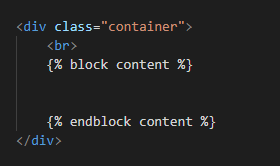 <div class="container">
<br>
{% block content %}
{% endblock content %}
</div>